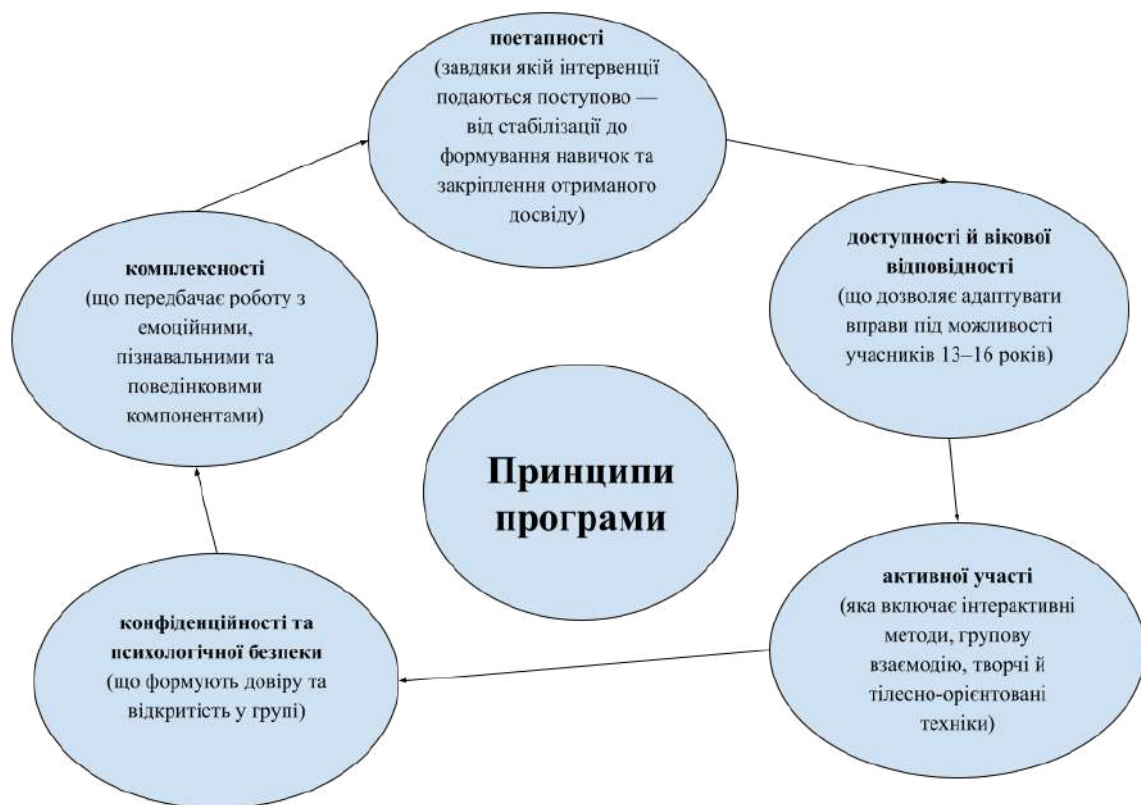 поетапності
(завдяки якій інтервенції
подаються поступово —
від стабілізації до
формування навичок та
закріплення отриманого
досвіду)
доступності й вікової
відповідності
(що дозволяє адаптувати
вправи під можливості
учасників 13–16 років)
активної участі
(яка включає інтерактивні
методи, групову
взаємодію, творчі й
тілесно-орієнтовані
техніки)
конфіденційності та
психологічної безпеки
(що формують довіру та
відкритість у групі)
комплексності
(що передбачає роботу з
емоційними,
пізнавальними та
поведінковими
компонентами)
Принципи
програми